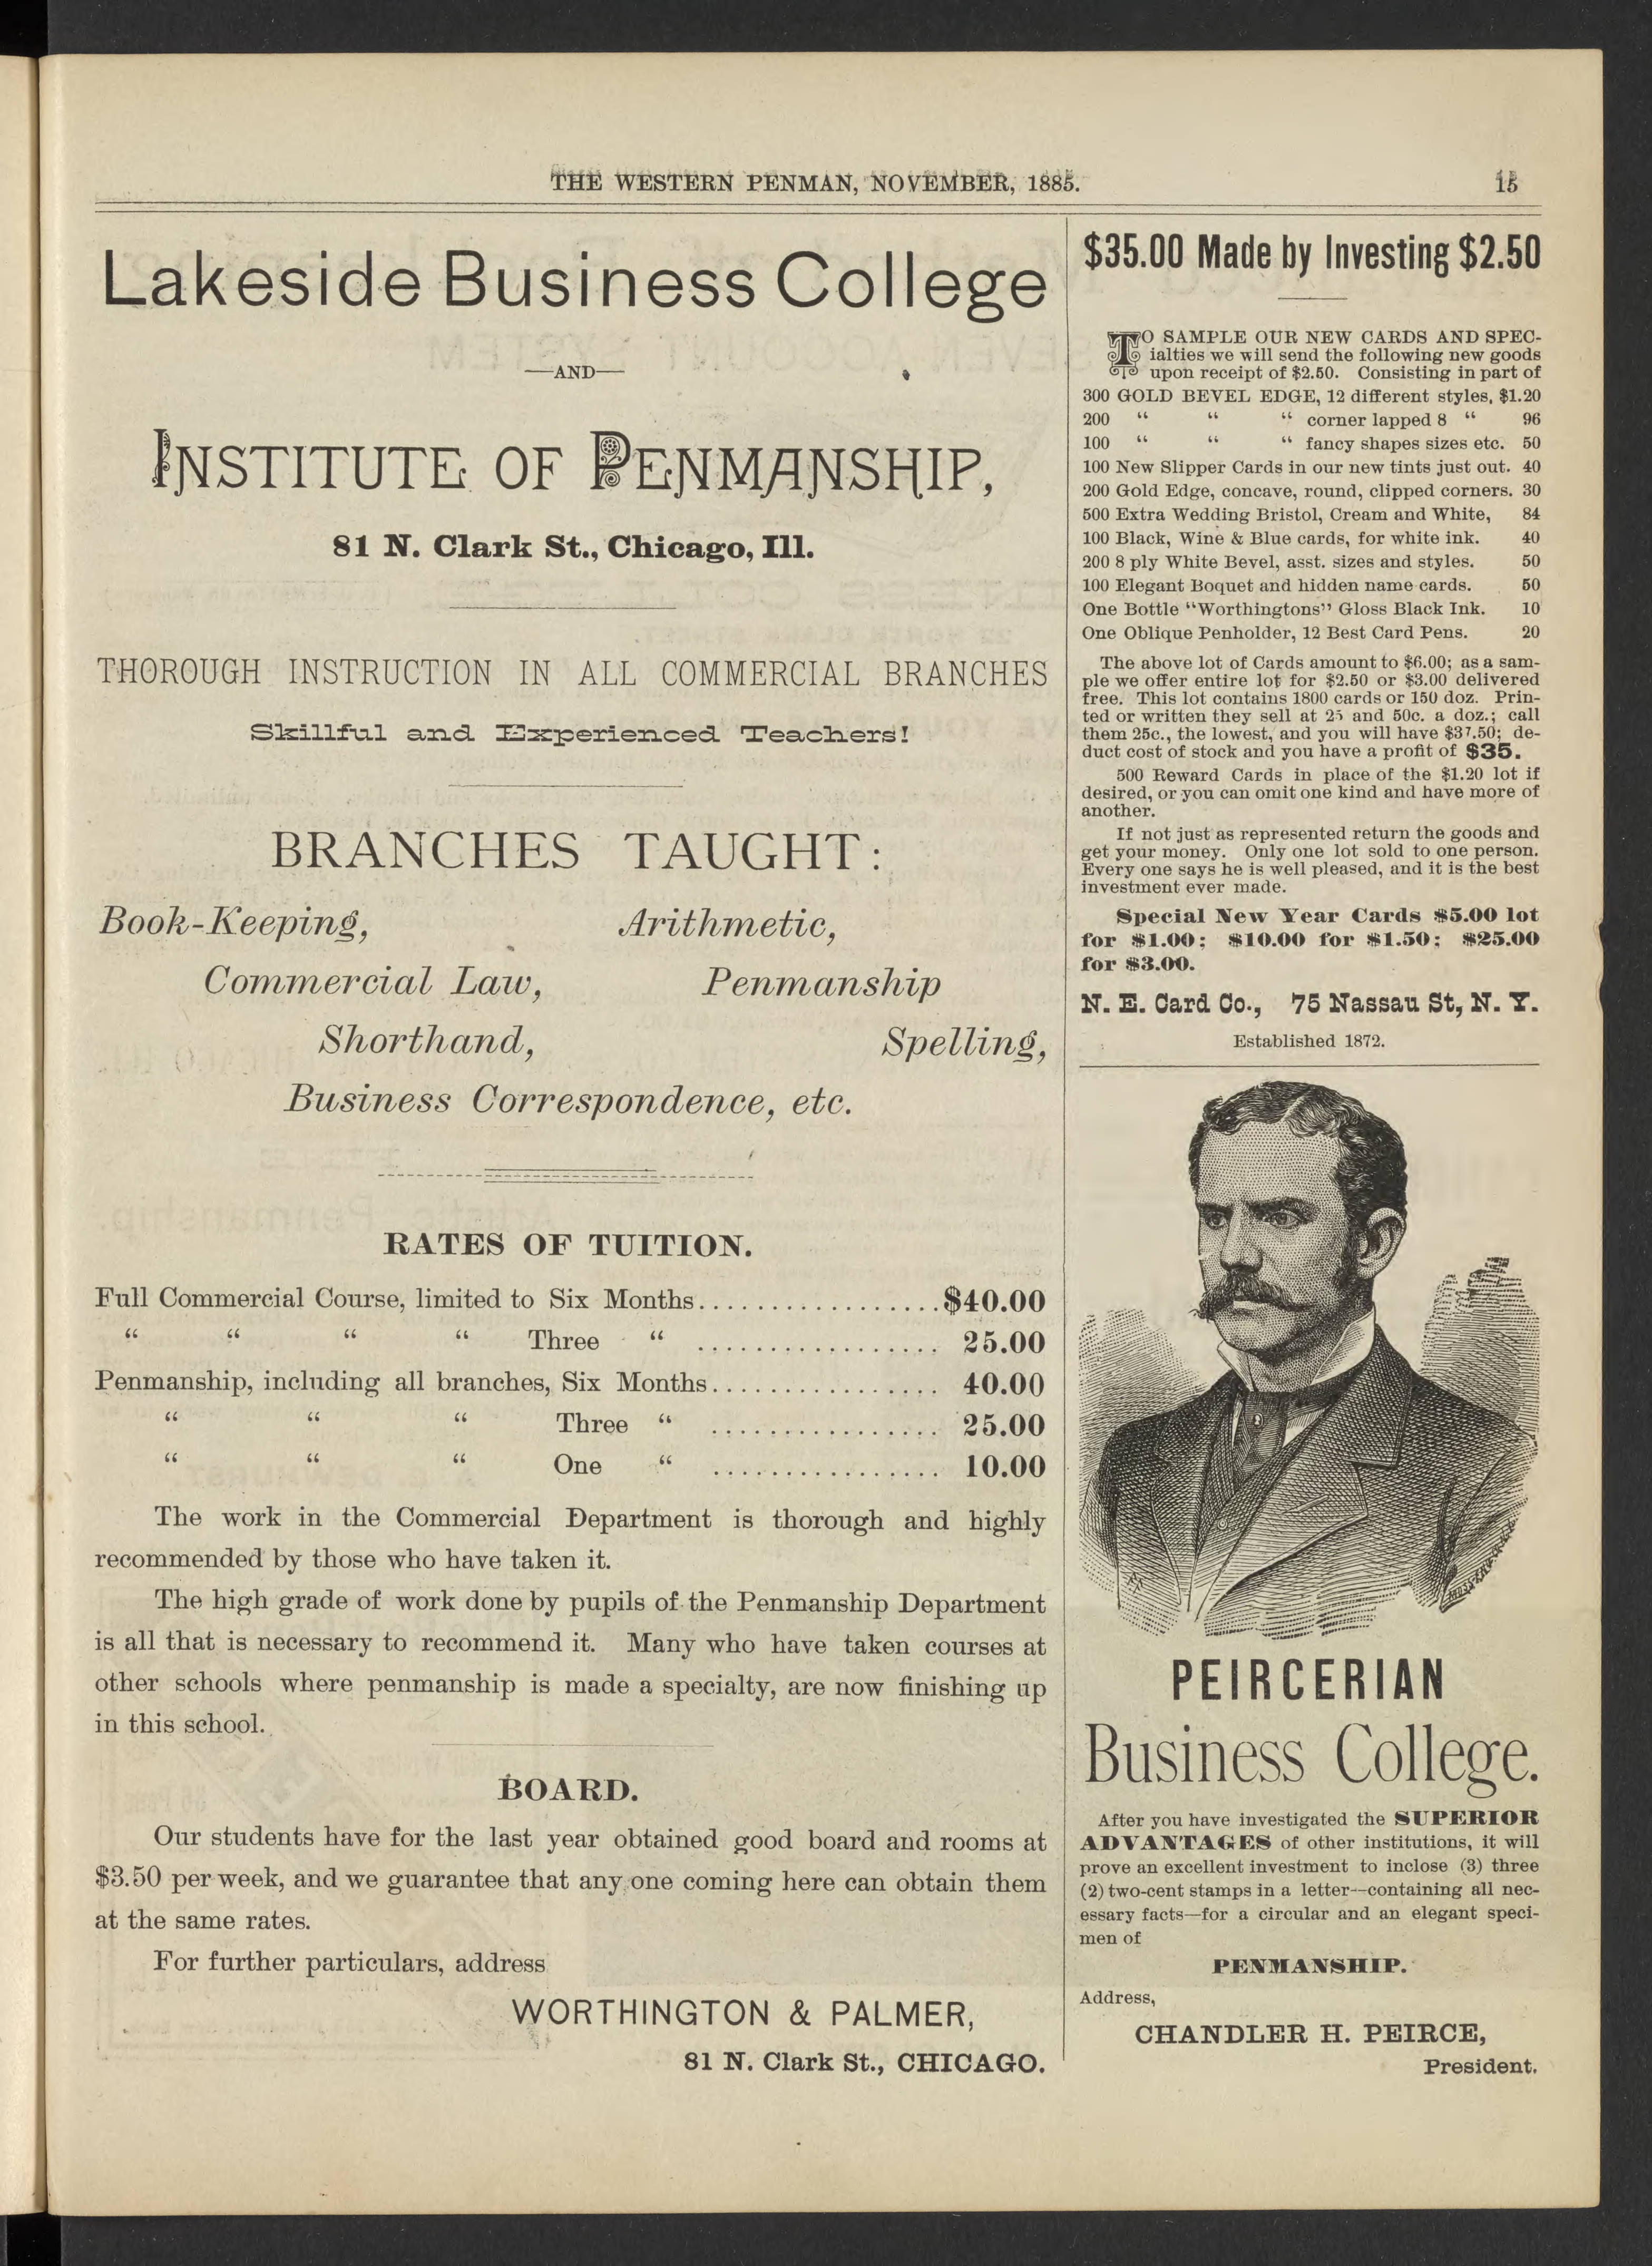 THE WESTERN PENMAN, NOVEMBER, 1885.
15
Lakeside Business College
—AND—
INSTITUTE OF PENMANSHIP,
81 N. Clark St., Chicago, Ill.
THOROUGH INSTRUCTION IN ALL COMMERCIAL BRANCHES
Skillful and Experienced Teachers!
BRANCHES TAUGHT:
Book-Keeping, Arithmetic,
Commercial Law, Penmanship
Shorthand, Spelling,
Business Correspondence, etc.
RATES OF TUITION.
Full Commercial Course, limited to Six Months.................$40.00
“ “ “ “ Three “ ................. 25.00
Penmanship, including all branches, Six Months................ 40.00
“ “ “ Three “ ................ 25.00
“ “ “ One “ ................ 10.00
The work in the Commercial Department is thorough and highly
recommended by those who have taken it.
The high grade of work done by pupils of the Penmanship Department
is all that is necessary to recommend it. Many who have taken courses at
other schools where penmanship is made a specialty, are now finishing up
in this school.
BOARD.
Our students have for the last year obtained good board and rooms at
$3.50 per week, and we guarantee that any one coming here can obtain them
at the same rates.
For further particulars, address
WORTHINGTON & PALMER,
81 N. Clark St., CHICAGO.
$35.00 Made by Investing $2.50
TO SAMPLE OUR NEW CARDS AND SPEC-
ialties we will send the following new goods
upon receipt of $2.50. Consisting in part of
300 GOLD BEVEL EDGE, 12 different styles, $1.20
200 “ “ “ corner lapped 8 “ 96
100 “ “ “ fancy shapes sizes etc. 50
100 New Slipper Cards in our new tints just out. 40
200 Gold Edge, concave, round, clipped corners. 30
500 Extra Wedding Bristol, Cream and White, 84
100 Black, Wine & Blue cards, for white ink. 40
200 8 ply White Bevel, asst. sizes and styles. 50
100 Elegant Boquet and hidden name cards. 50
One Bottle “Worthingtons” Gloss Black Ink. 10
One Oblique Penholder, 12 Best Card Pens. 20
The above lot of Cards amount to $6.00; as a sam-
ple we offer entire lot for $2.50 or $3.00 delivered
free. This lot contains 1800 cards or 150 doz. Prin-
ted or written they sell at 25 and 50c. a doz.; call
them 25c., the lowest, and you will have $37.50; de-
duct cost of stock and you have a profit of $35.
500 Reward Cards in place of the $1.20 lot if
desired, or you can omit one kind and have more of
another.
If not just as represented return the goods and
get your money. Only one lot sold to one person.
Every one says he is well pleased, and it is the best
investment ever made.
Special New Year Cards $5.00 lot
for $1.00; $10.00 for $1.50; $25.00
for $3.00.
N. E. Card Co., 75 Nassau St, N. Y.
Established 1872.
PEIRCERIAN
Business College.
After you have investigated the SUPERIOR
ADVANTAGES of other institutions, it will
prove an excellent investment to inclose (3) three
(2) two-cent stamps in a letter--containing all nec-
essary facts—for a circular and an elegant speci-
men of
PENMANSHIP.
Address,
CHANDLER H. PEIRCE,
President.